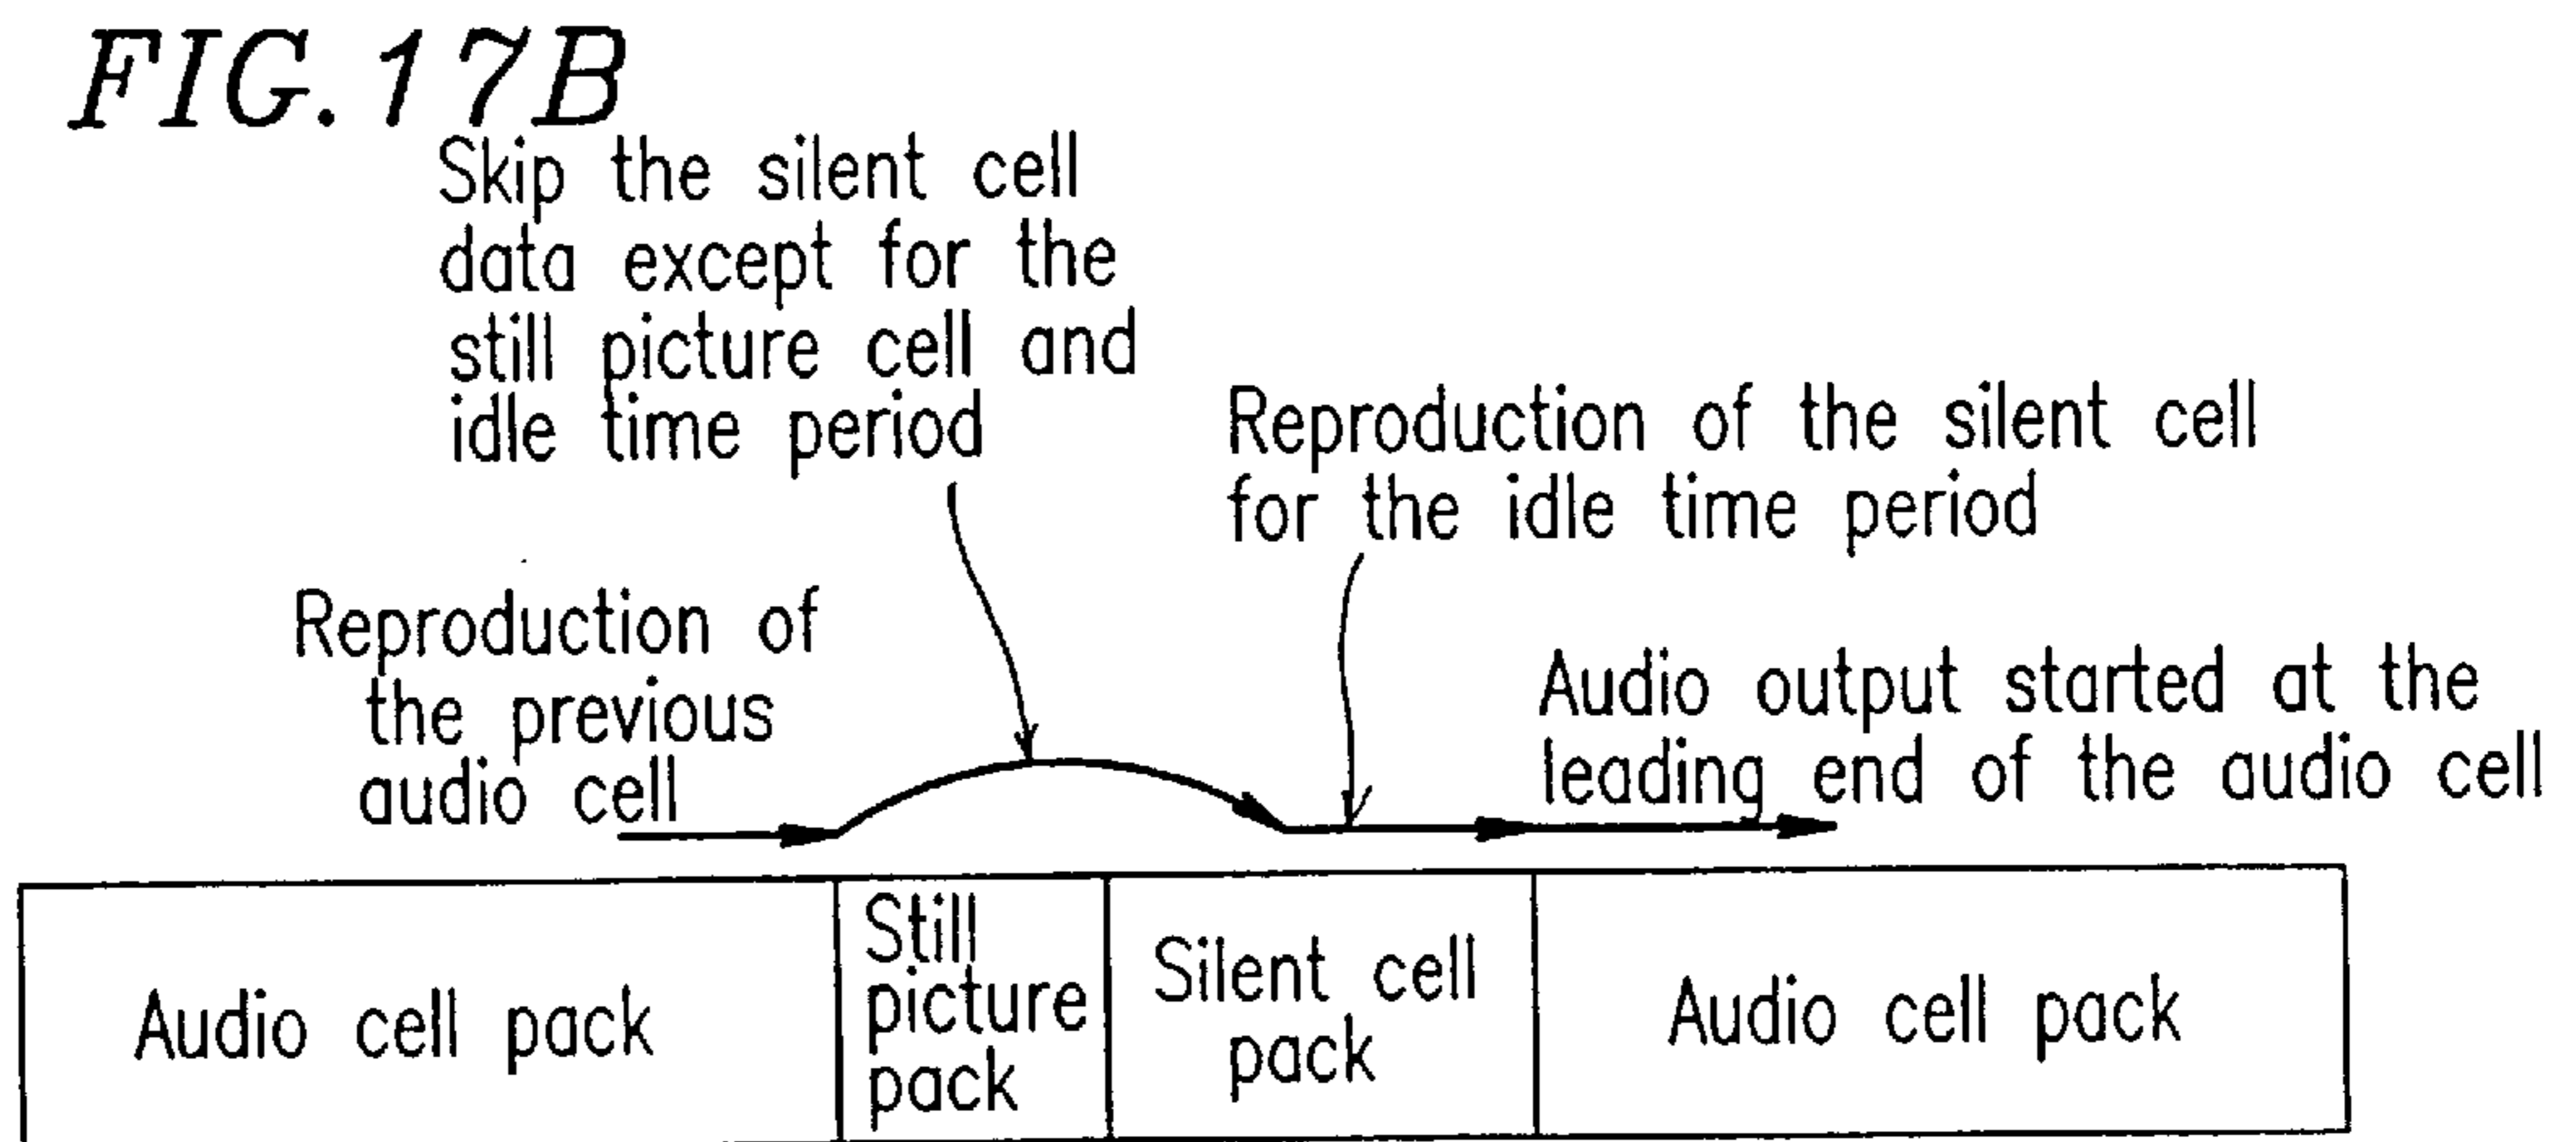 FIG.17B
Skip the silent cell
data except for the
still picture cell and
idle time period
Reproduction of the silent cell
for the idle time period
Reproduction of
the previous
audio cell
Audio output started at the
leading end of the audio cell
Audio cell pack
Still
picture
pack
Silent cell
pack
Audio cell pack